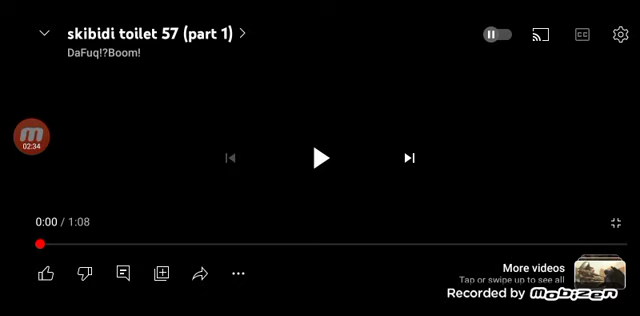 skibidi toilet 57 (part 1)
DaFuq!?Boom!
CC
m
02:34
0:00 / 1:08
More videos
Tap or swipe up to see all
Recorded by mobizen